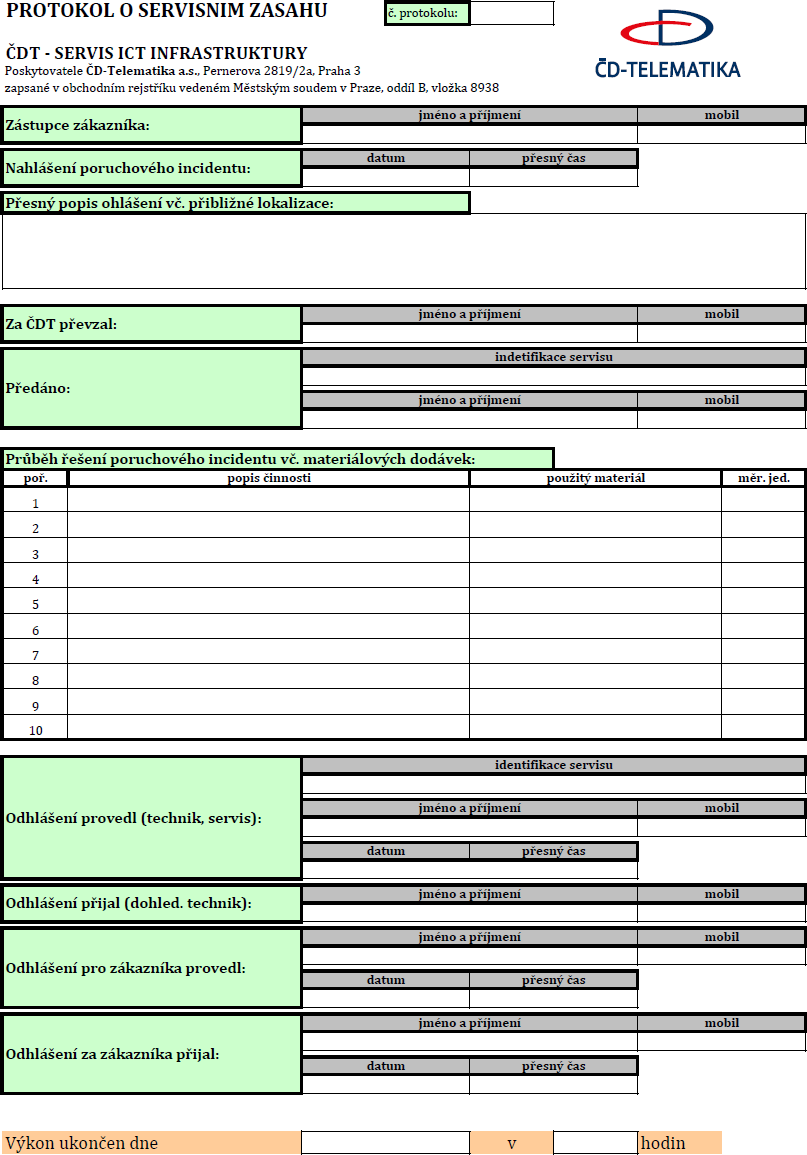 PROTOKOL O SERVISNIM ZASAHU
č. protokolu:
ČD-TELEMATIKA
ČDT - SERVIS ICT INFRASTRUKTURY
Poskytovatele ČD-Telematika a.s., Pernerova 2819/2a, Praha 3
zapsané v obchodním rejstříku vedeném Městským soudem v Praze, oddíl B, vložka 8938
Zástupce zákazníka:
jméno a příjmení mobil
Nahlášení poruchového incidentu:
datum přesný čas
Přesný popis ohlášení vč. přibližné lokalizace:
Za ČDT převzal:
jméno a příjmení mobil
Předáno:
indetifikace servisu
jméno a příjmení mobil
Průběh řešení poruchového incidentu vč. materiálových dodávek:
poř. popis činnosti použitý materiál měr. jed.
1
2
3
4
5
6
7
8
9
10
Odhlášení provedl (technik, servis):
identifikace servisu
jméno a příjmení mobil
datum přesný čas
Odhlášení přijal (dohled. technik):
jméno a příjmení mobil
Odhlášení pro zákazníka provedl:
jméno a příjmení mobil
datum přesný čas
Odhlášení za zákazníka přijal:
jméno a příjmení mobil
datum přesný čas
Výkon ukončen dne v hodin